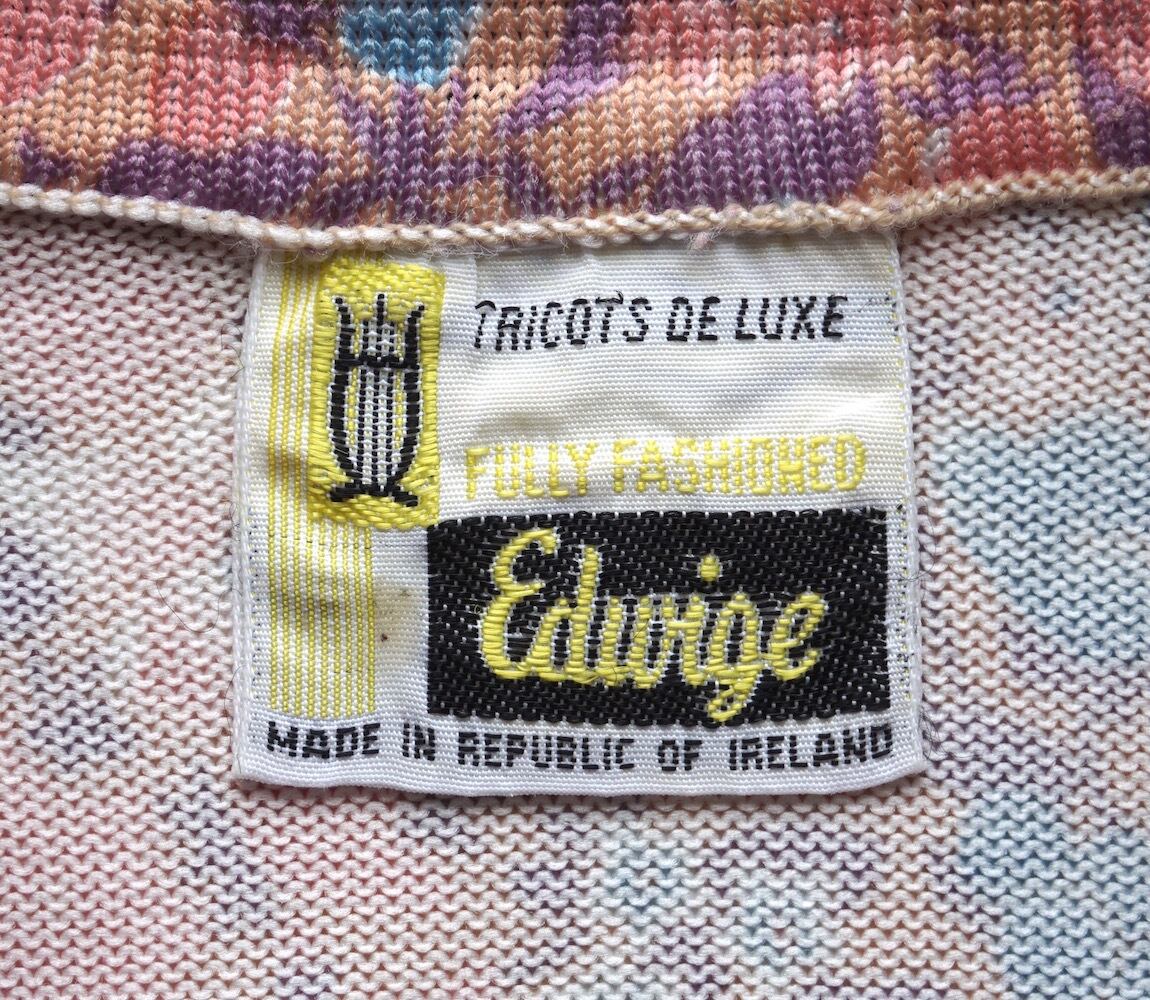 TRICOTS DE LUXE
FULLY FASHIONED
Edwige
MADE IN REPUBLIC OF IRELAND